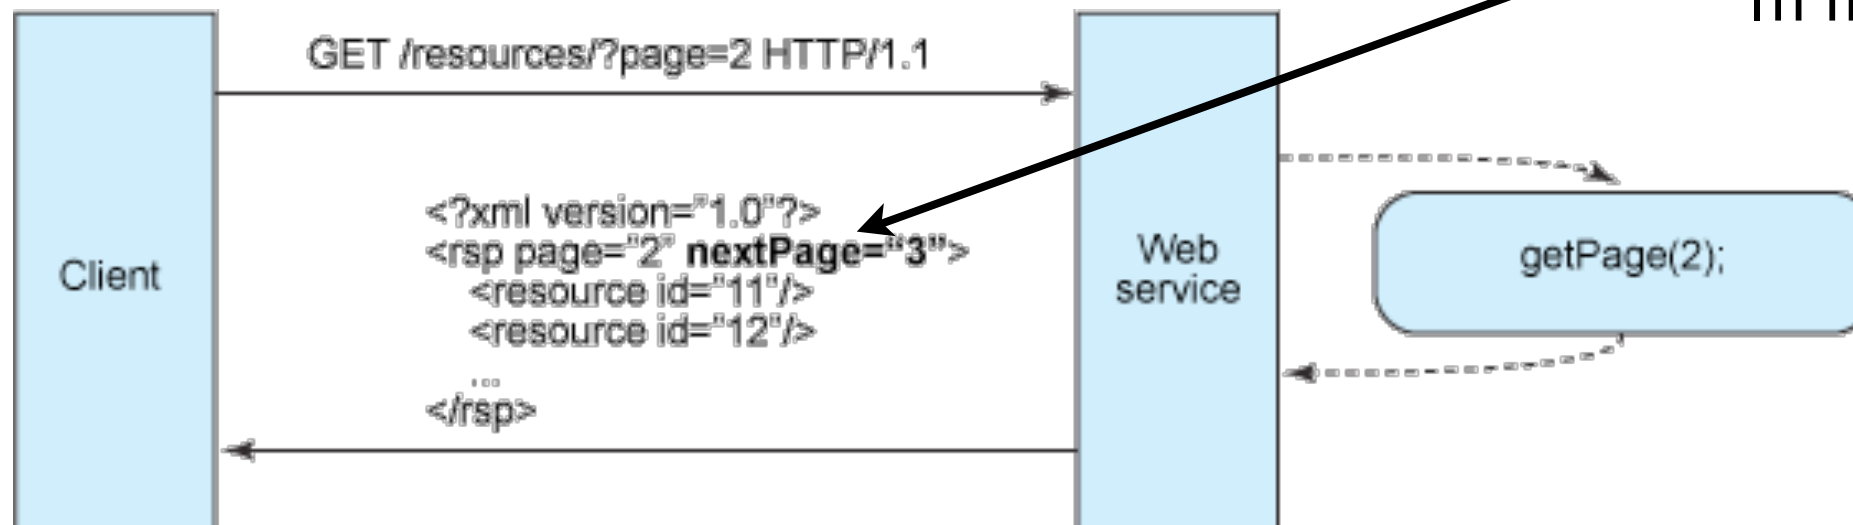 GET /resources/?page=2 HTTP/1.1
<?xml version="1.0"?>
<rsp page="2" nextPage=“3”>
<resource id="11"/>
<resource id="12"/>
...
</rsp>
Client
Web
service
getPage(2);